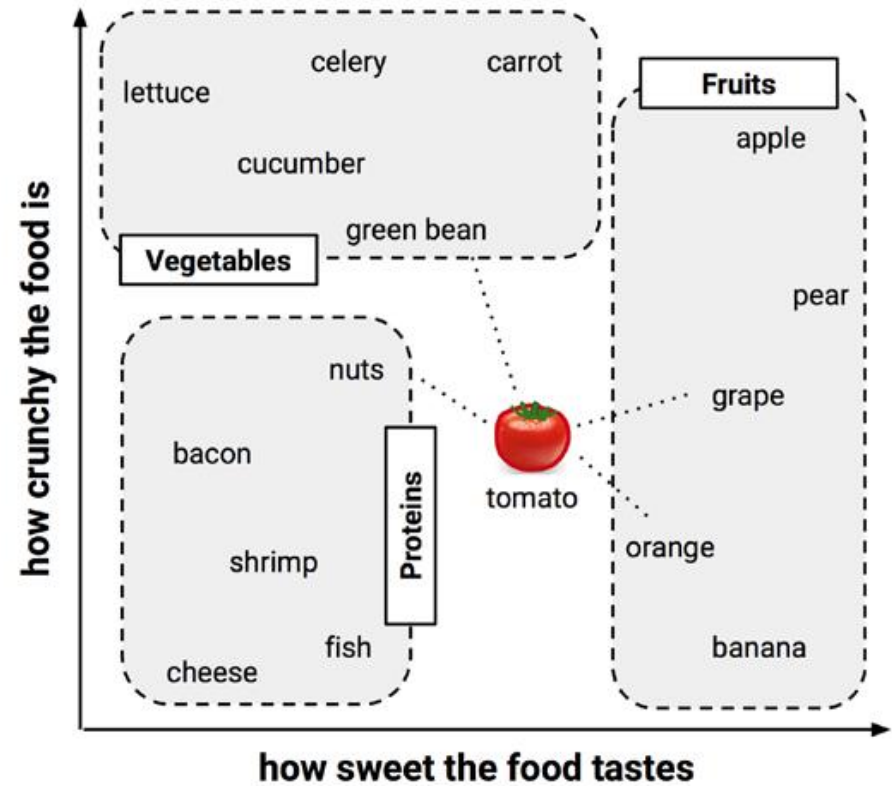 celery
carrot
lettuce
cucumber
green bean
Vegetables
Fruits
apple
pear
grape
orange
banana
nuts
bacon
shrimp
fish
cheese
Proteins
tomato
how crunchy the food is
how sweet the food tastes